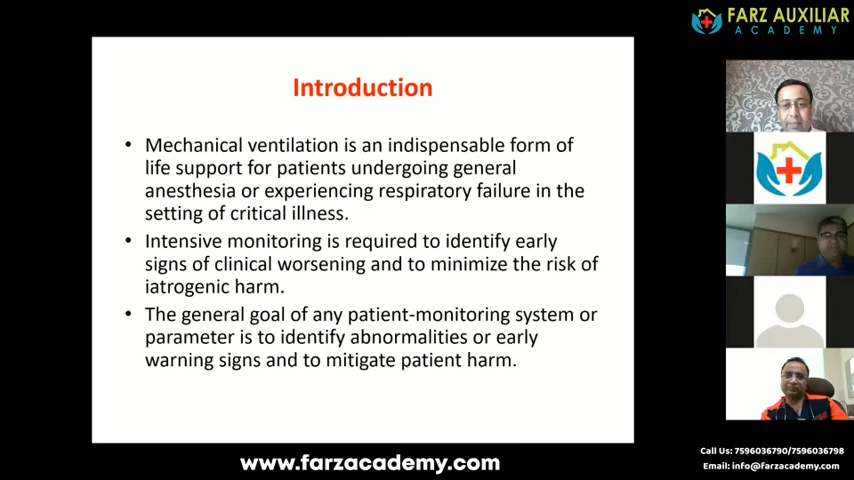 FARZ AUXILIAR
ACADEMY
Introduction
• Mechanical ventilation is an indispensable form of
life support for patients undergoing general
anesthesia or experiencing respiratory failure in the
setting of critical illness.
• Intensive monitoring is required to identify early
signs of clinical worsening and to minimize the risk of
iatrogenic harm.
• The general goal of any patient-monitoring system or
parameter is to identify abnormalities or early
warning signs and to mitigate patient harm.
www.farzacademy.com
Call Us: 7596036790/7596036798
Email: info@farzacademy.com